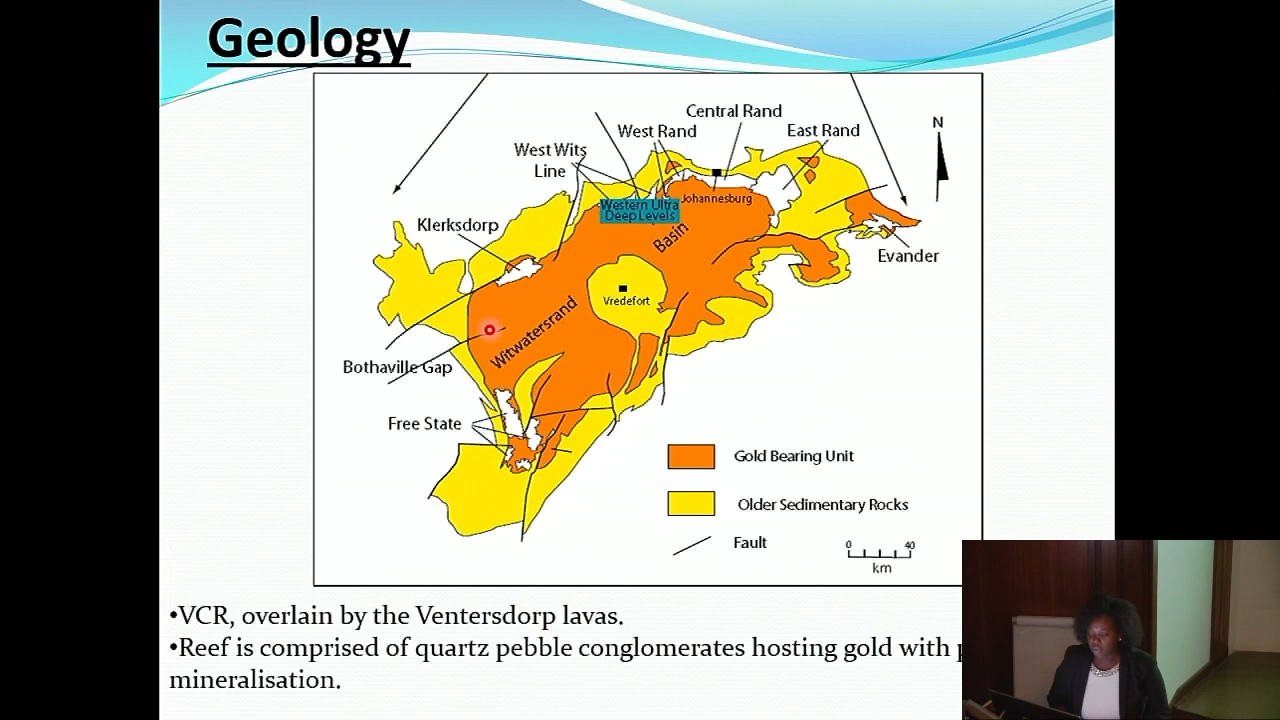 Geology
Central Rand
West Rand
East Rand
N
West Wits
Line
Western Ultra
Deep Levels
Johannesburg
Klerksdorp
Basin
Evander
Vredefort
Witwatersrand
Bothaville Gap
Free State
Gold Bearing Unit
Older Sedimentary Rocks
Fault
0 40
km
•VCR, overlain by the Ventersdorp lavas.
•Reef is comprised of quartz pebble conglomerates hosting gold with
mineralisation.